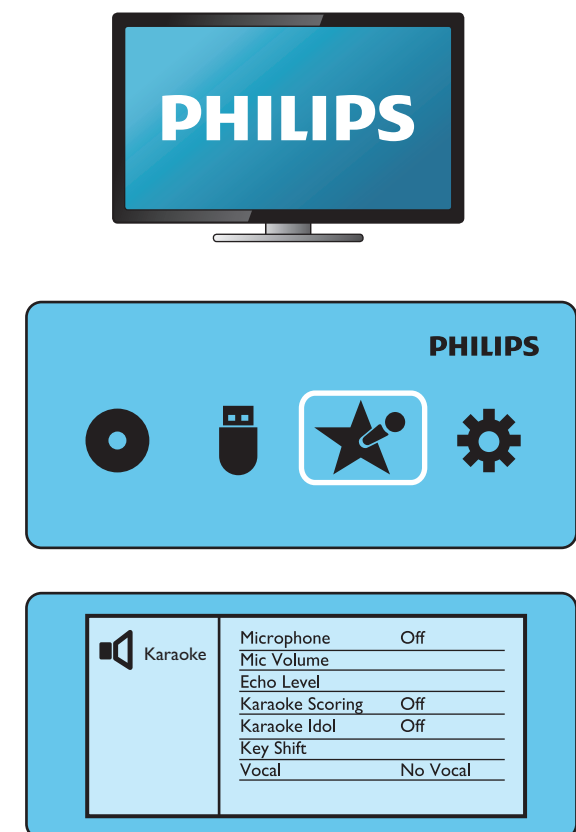 PHILIPS
PHILIPS
Karaoke
Microphone Off
Mic Volume
Echo Level
Karaoke Scoring Off
Karaoke Idol Off
Key Shift
Vocal No Vocal